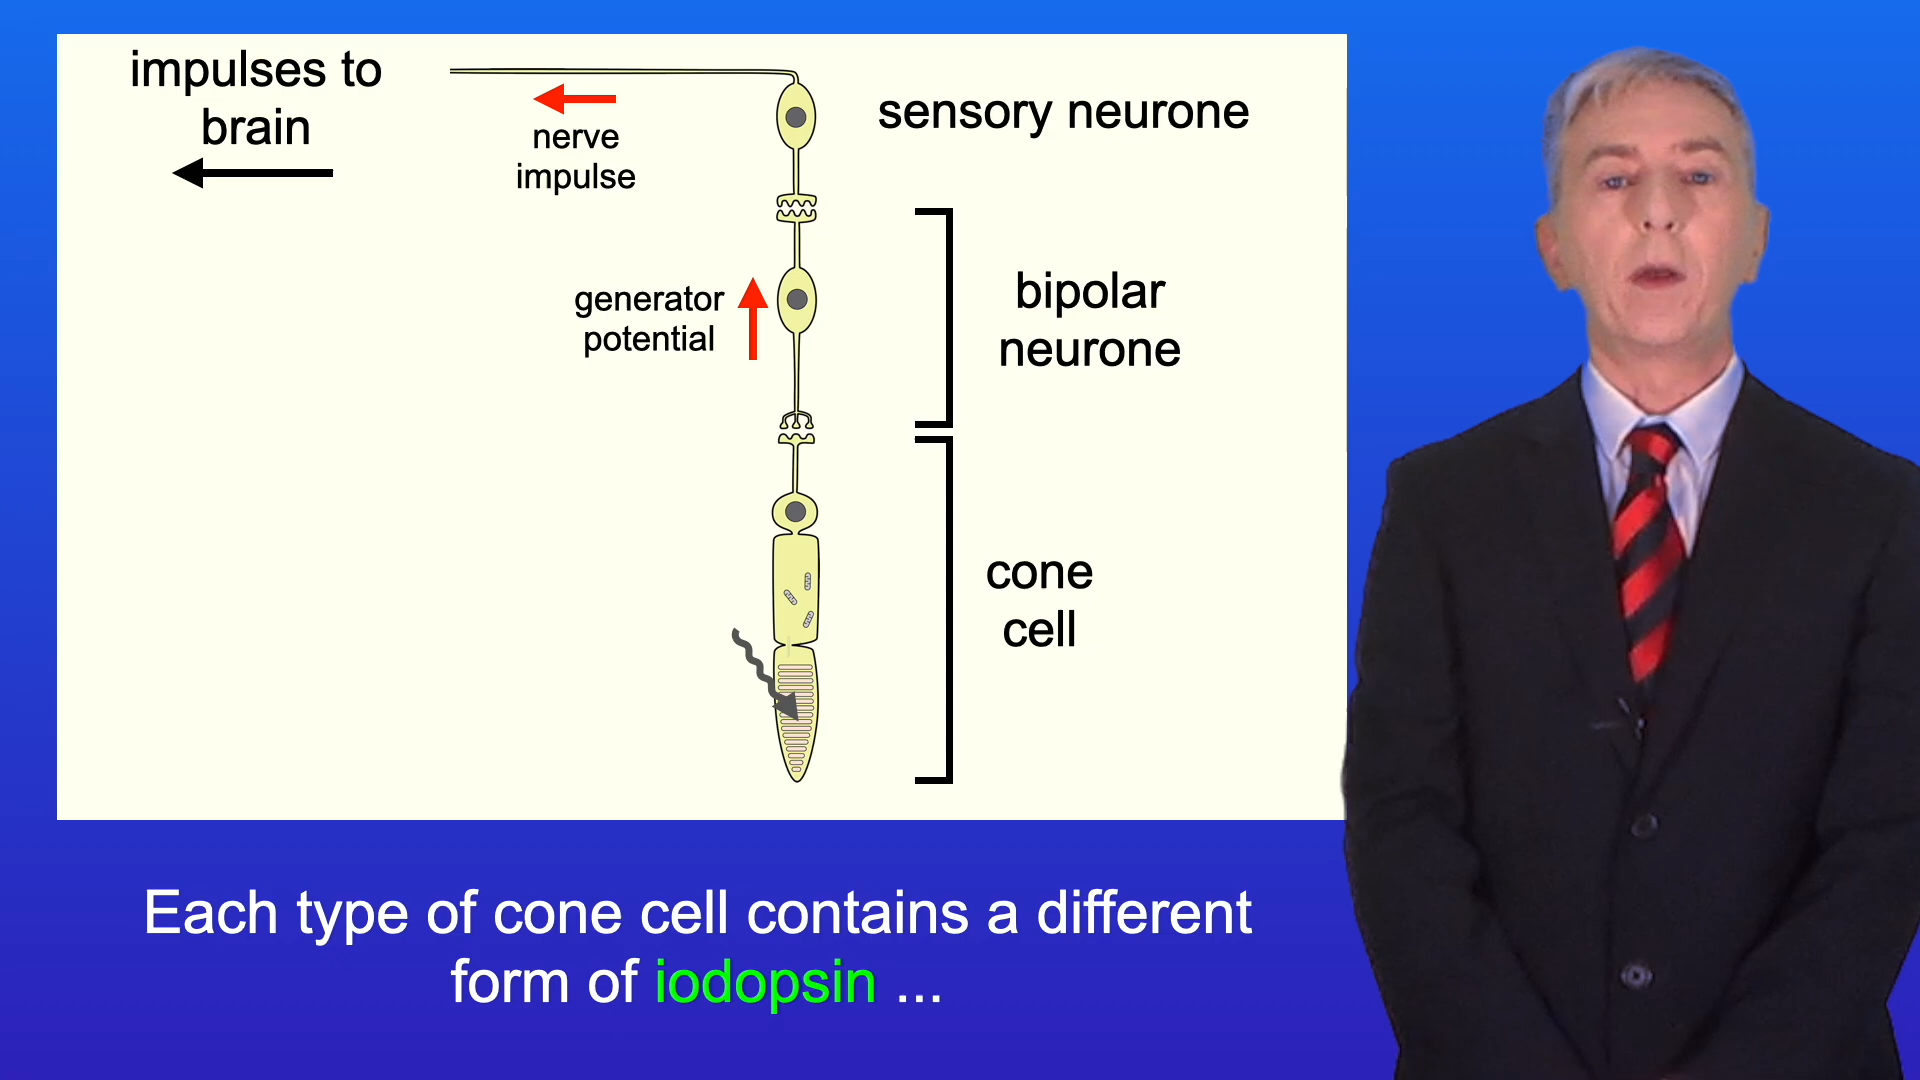 impulses to
brain
nerve
impulse
sensory neurone
generator
potential
bipolar
neurone
cone
cell
Each type of cone cell contains a different
form of iodopsin ...